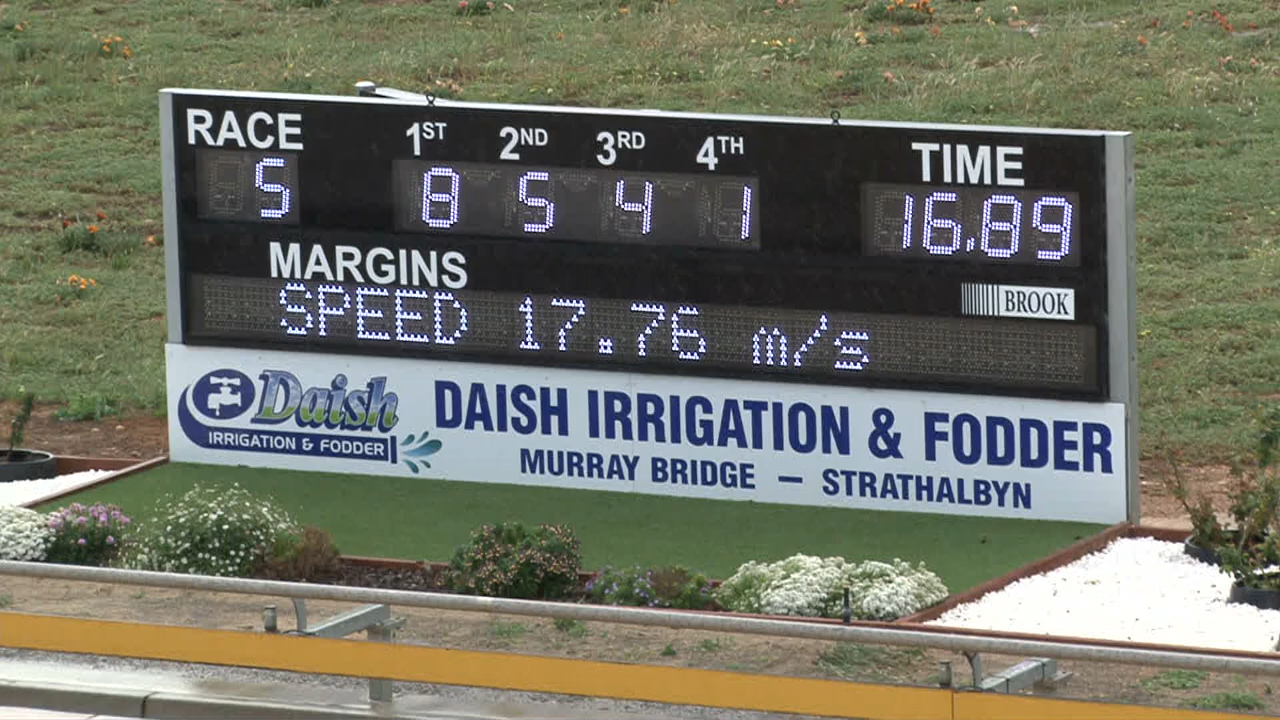 RACE 1ST 2ND 3RD 4TH TIME
5 8 5 4 1 16.89
MARGINS
BROOK
SPEED 17.76 m/s
Daish
IRRIGATION & FODDER
DAISH IRRIGATION & FODDER
MURRAY BRIDGE – STRATHALBYN